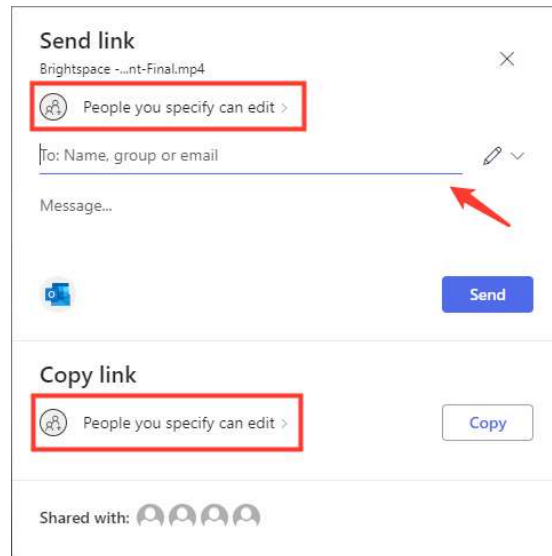 Send link
Brightspace -...nt-Final.mp4
People you specify can edit >
To: Name, group or email
Message...
Send
Copy link
People you specify can edit >
Copy
Shared with: